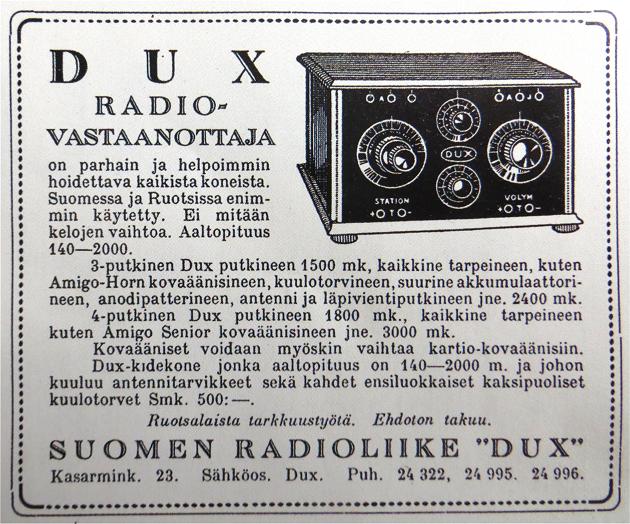 DUX
RADIO-
VASTAANOTTAJA
on parhain ja helpoimmin
hoidettava kaikista koneista.
Suomessa ja Ruotsissa enim-
min käytetty. Ei mitään
kelojen vaihtoa. Aaltopituus
140—2000.
DUX
STATION
+OTO-
VOLYM
+OTO-
3-putkinen Dux putkineen 1500 mk, kaikkine tarpeineen, kuten
Amigo-Horn kovaäänisineen, kuulotorvineen, suurine akkumulaattori-
neen, anodipattereineen, antenni ja läpivientiputkineen jne. 2400 mk.
4-putkinen Dux putkineen 1800 mk., kaikkine tarpeineen
kuten Amigo Senior kovaäänisineen jne. 3000 mk.
Kovaääniset voidaan myöskin vaihtaa kartio-kovaäänisiin.
Dux-kidekone jonka aaltopituus on 140—2000 m. ja johon
kuuluu antennitarvikkeet sekä kahdet ensiluokkaiset kaksipuoliset
kuulotorvet Smk. 500:—.
Ruotsalaista tarkkuustyötä. Ehdoton takuu.
SUOMEN RADIOLIIKE "DUX"
Kasarmink. 23. Sähköos. Dux. Puh. 24 322, 24 995. 24 996.